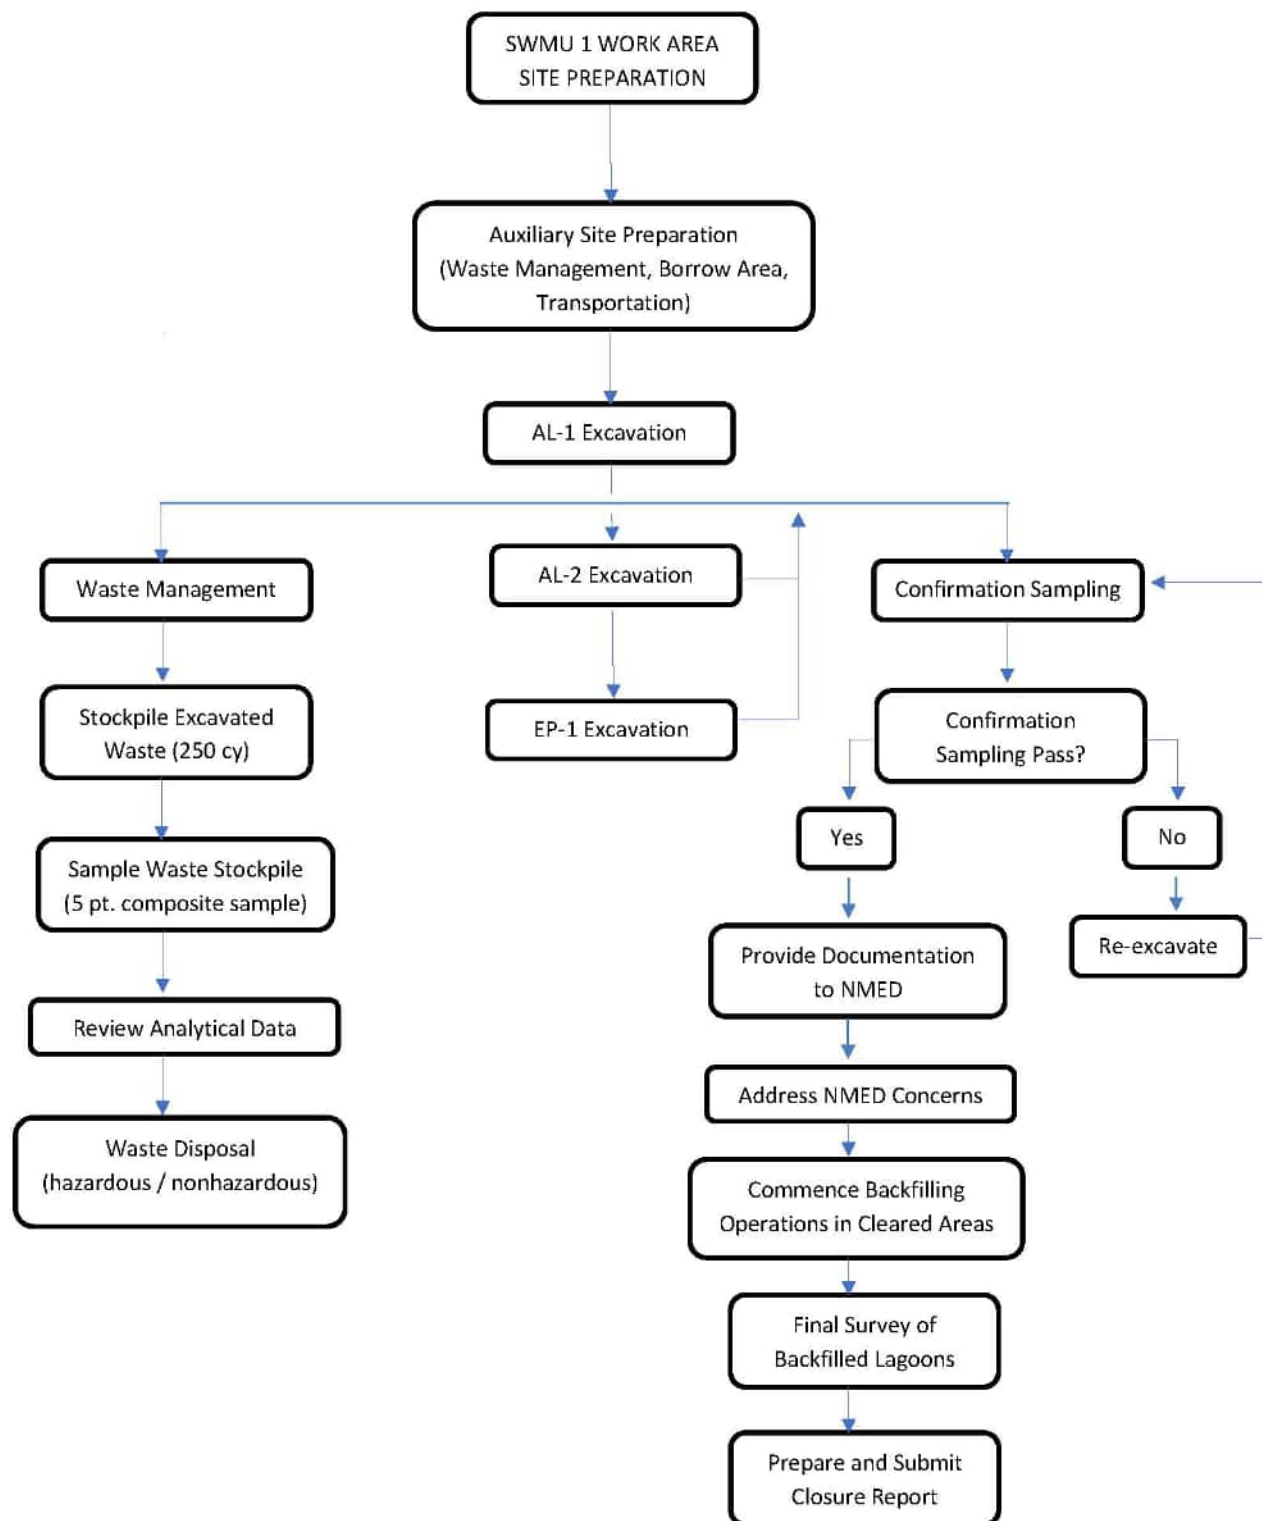 SWMU 1 WORK AREA
SITE PREPARATION
Auxiliary Site Preparation
(Waste Management, Borrow Area,
Transportation)
AL-1 Excavation
Waste Management
Stockpile Excavated
Waste (250 cy)
Sample Waste Stockpile
(5 pt. composite sample)
Review Analytical Data
Waste Disposal
(hazardous / nonhazardous)
AL-2 Excavation
EP-1 Excavation
Confirmation Sampling
Confirmation
Sampling Pass?
Yes
No
Re-excavate
Provide Documentation
to NMED
Address NMED Concerns
Commence Backfilling
Operations in Cleared Areas
Final Survey of
Backfilled Lagoons
Prepare and Submit
Closure Report